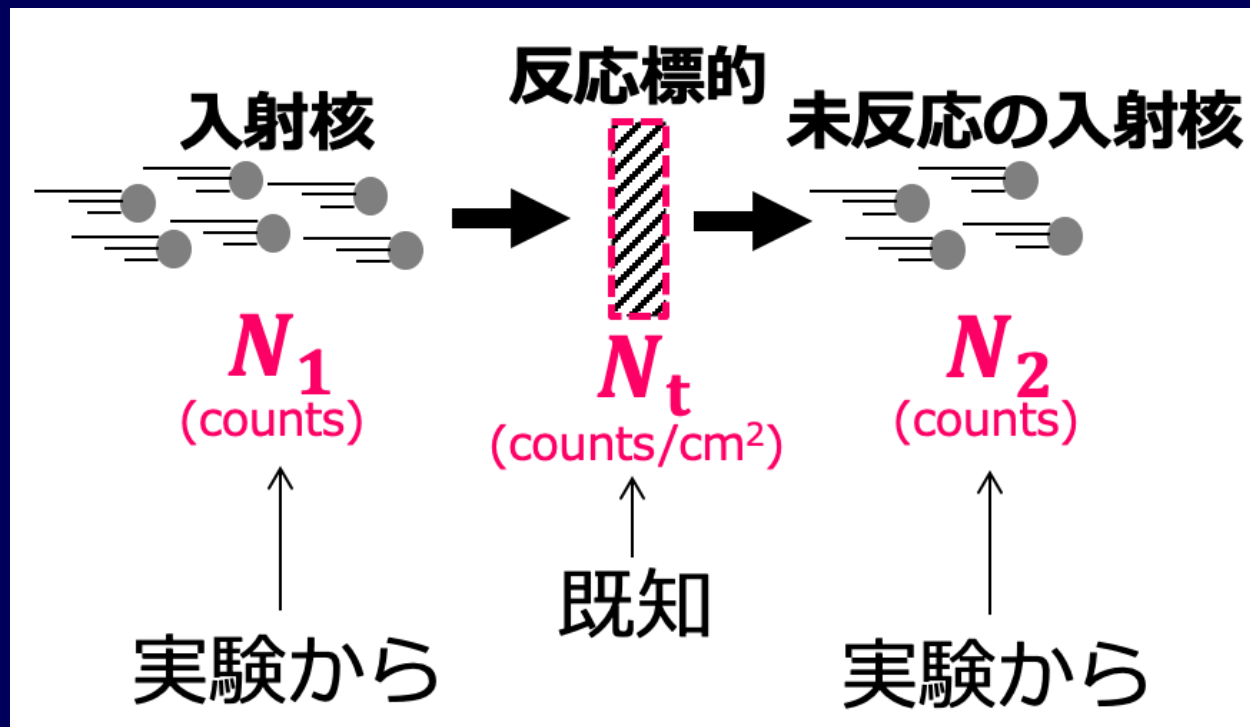 入射核
反応標的
未反応の入射核
N₁
(counts)
Nₜ
(counts/cm²)
N₂
(counts)
実験から
既知
実験から